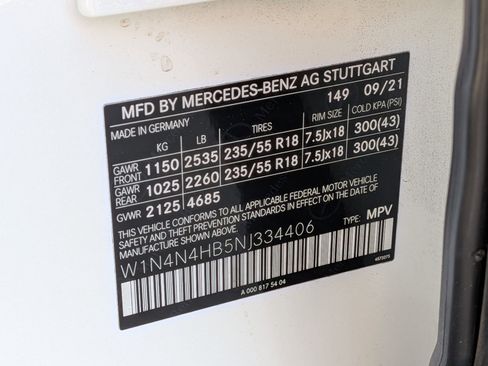 MFD BY MERCEDES-BENZ AG STUTTGART
MADE IN GERMANY 149 09/21
KG LB TIRES RIM SIZE COLD KPA (PSI)
GAWR FRONT 1150 2535 235/55 R18 7.5Jx18 300(43)
GAWR REAR 1025 2260 235/55 R18 7.5Jx18 300(43)
GVWR 2125 4685
THIS VEHICLE CONFORMS TO ALL APPLICABLE FEDERAL MOTOR VEHICLE
SAFETY AND THEFT PREVENTION STANDARDS IN EFFECT ON THE DATE OF
MANUFACTURE SHOWN ABOVE.
W1N4N4HB5NJ334406 TYPE: MPV
A 000 817 54 04